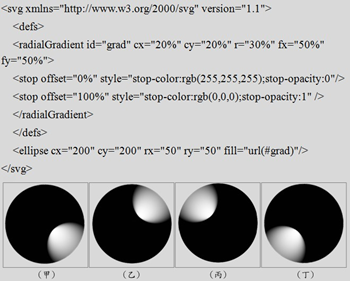 <svg xmlns="http://www.w3.org/2000/svg" version="1.1">
<defs>
<radialGradient id="grad" cx="20%" cy="20%" r="30%" fx="50%"
fy="50%">
<stop offset="0%" style="stop-color:rgb(255,255,255);stop-opacity:0"/>
<stop offset="100%" style="stop-color:rgb(0,0,0);stop-opacity:1" />
</radialGradient>
</defs>
<ellipse cx="200" cy="200" rx="50" ry="50" fill="url(#grad)"/>
</svg>
(甲) (乙) (丙) (丁)